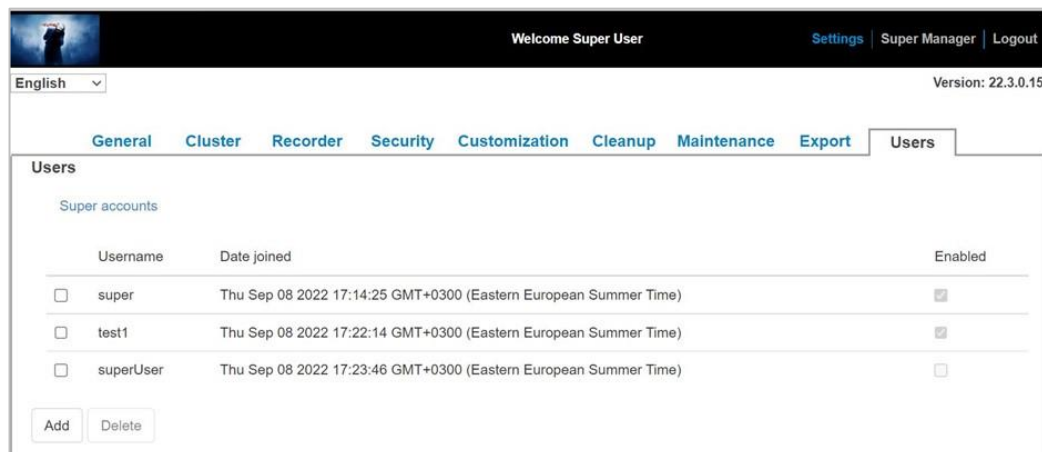 Welcome Super User Settings Super Manager Logout
English Version: 22.3.0.15
General Cluster Recorder Security Customization Cleanup Maintenance Export Users
Users
Super accounts
Username Date joined Enabled
super Thu Sep 08 2022 17:14:25 GMT+0300 (Eastern European Summer Time)
test1 Thu Sep 08 2022 17:22:14 GMT+0300 (Eastern European Summer Time)
superUser Thu Sep 08 2022 17:23:46 GMT+0300 (Eastern European Summer Time)
Add Delete